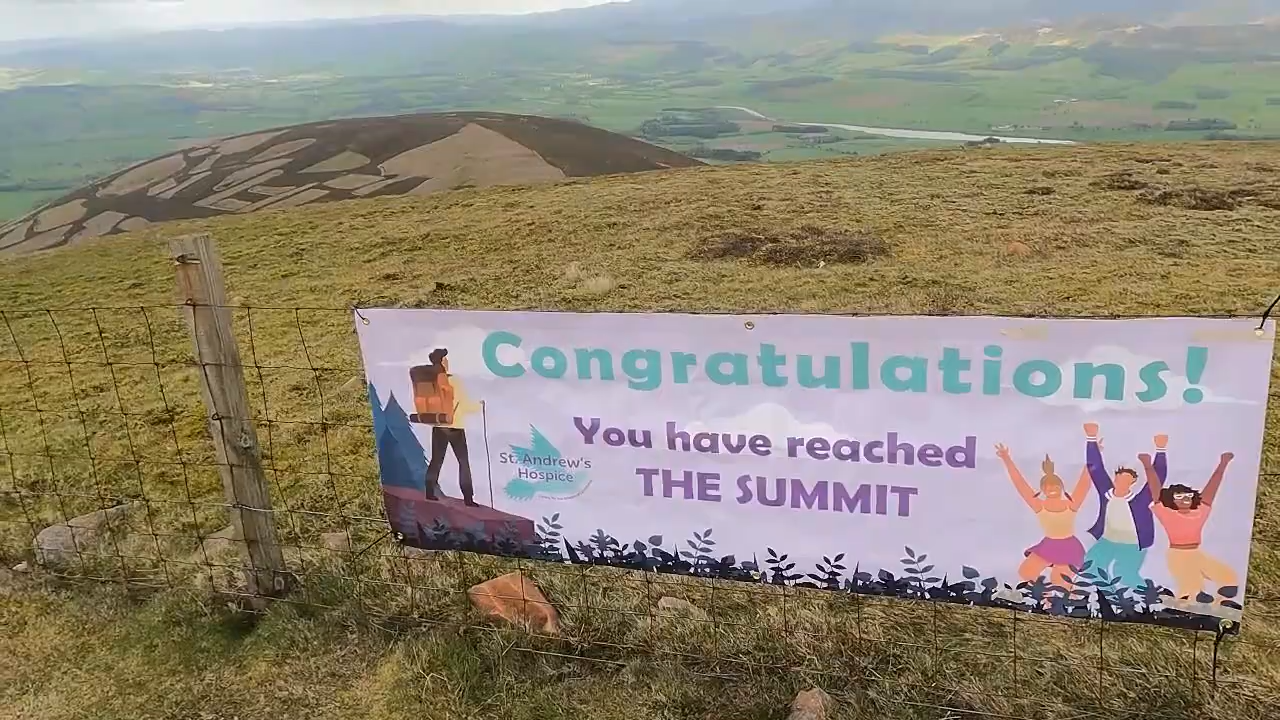 Congratulations!
You have reached
THE SUMMIT
St. Andrew's
Hospice